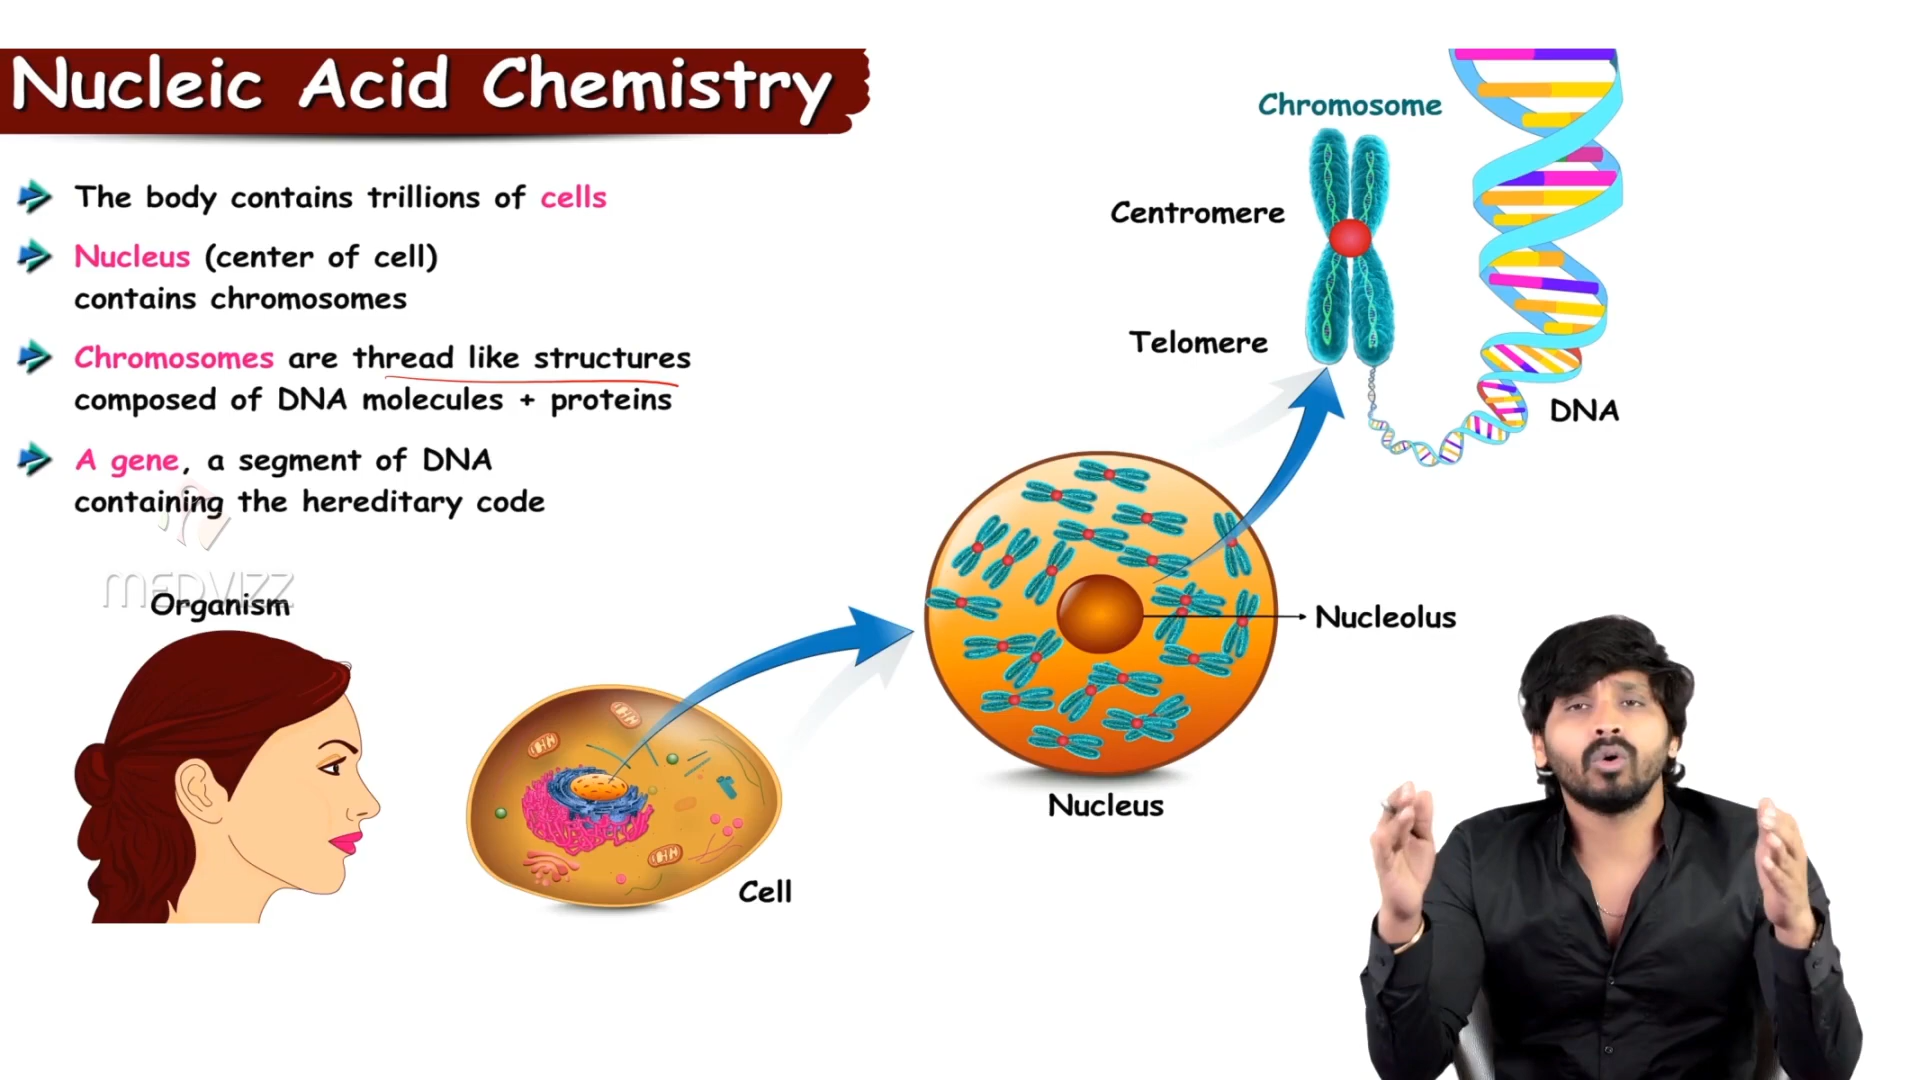 Nucleic Acid Chemistry
The body contains trillions of cells
Nucleus (center of cell)
contains chromosomes
Chromosomes are thread like structures
composed of DNA molecules + proteins
A gene, a segment of DNA
containing the hereditary code
MEDVIZZ
Organism
Cell
Nucleus
Nucleolus
Chromosome
Centromere
Telomere
DNA